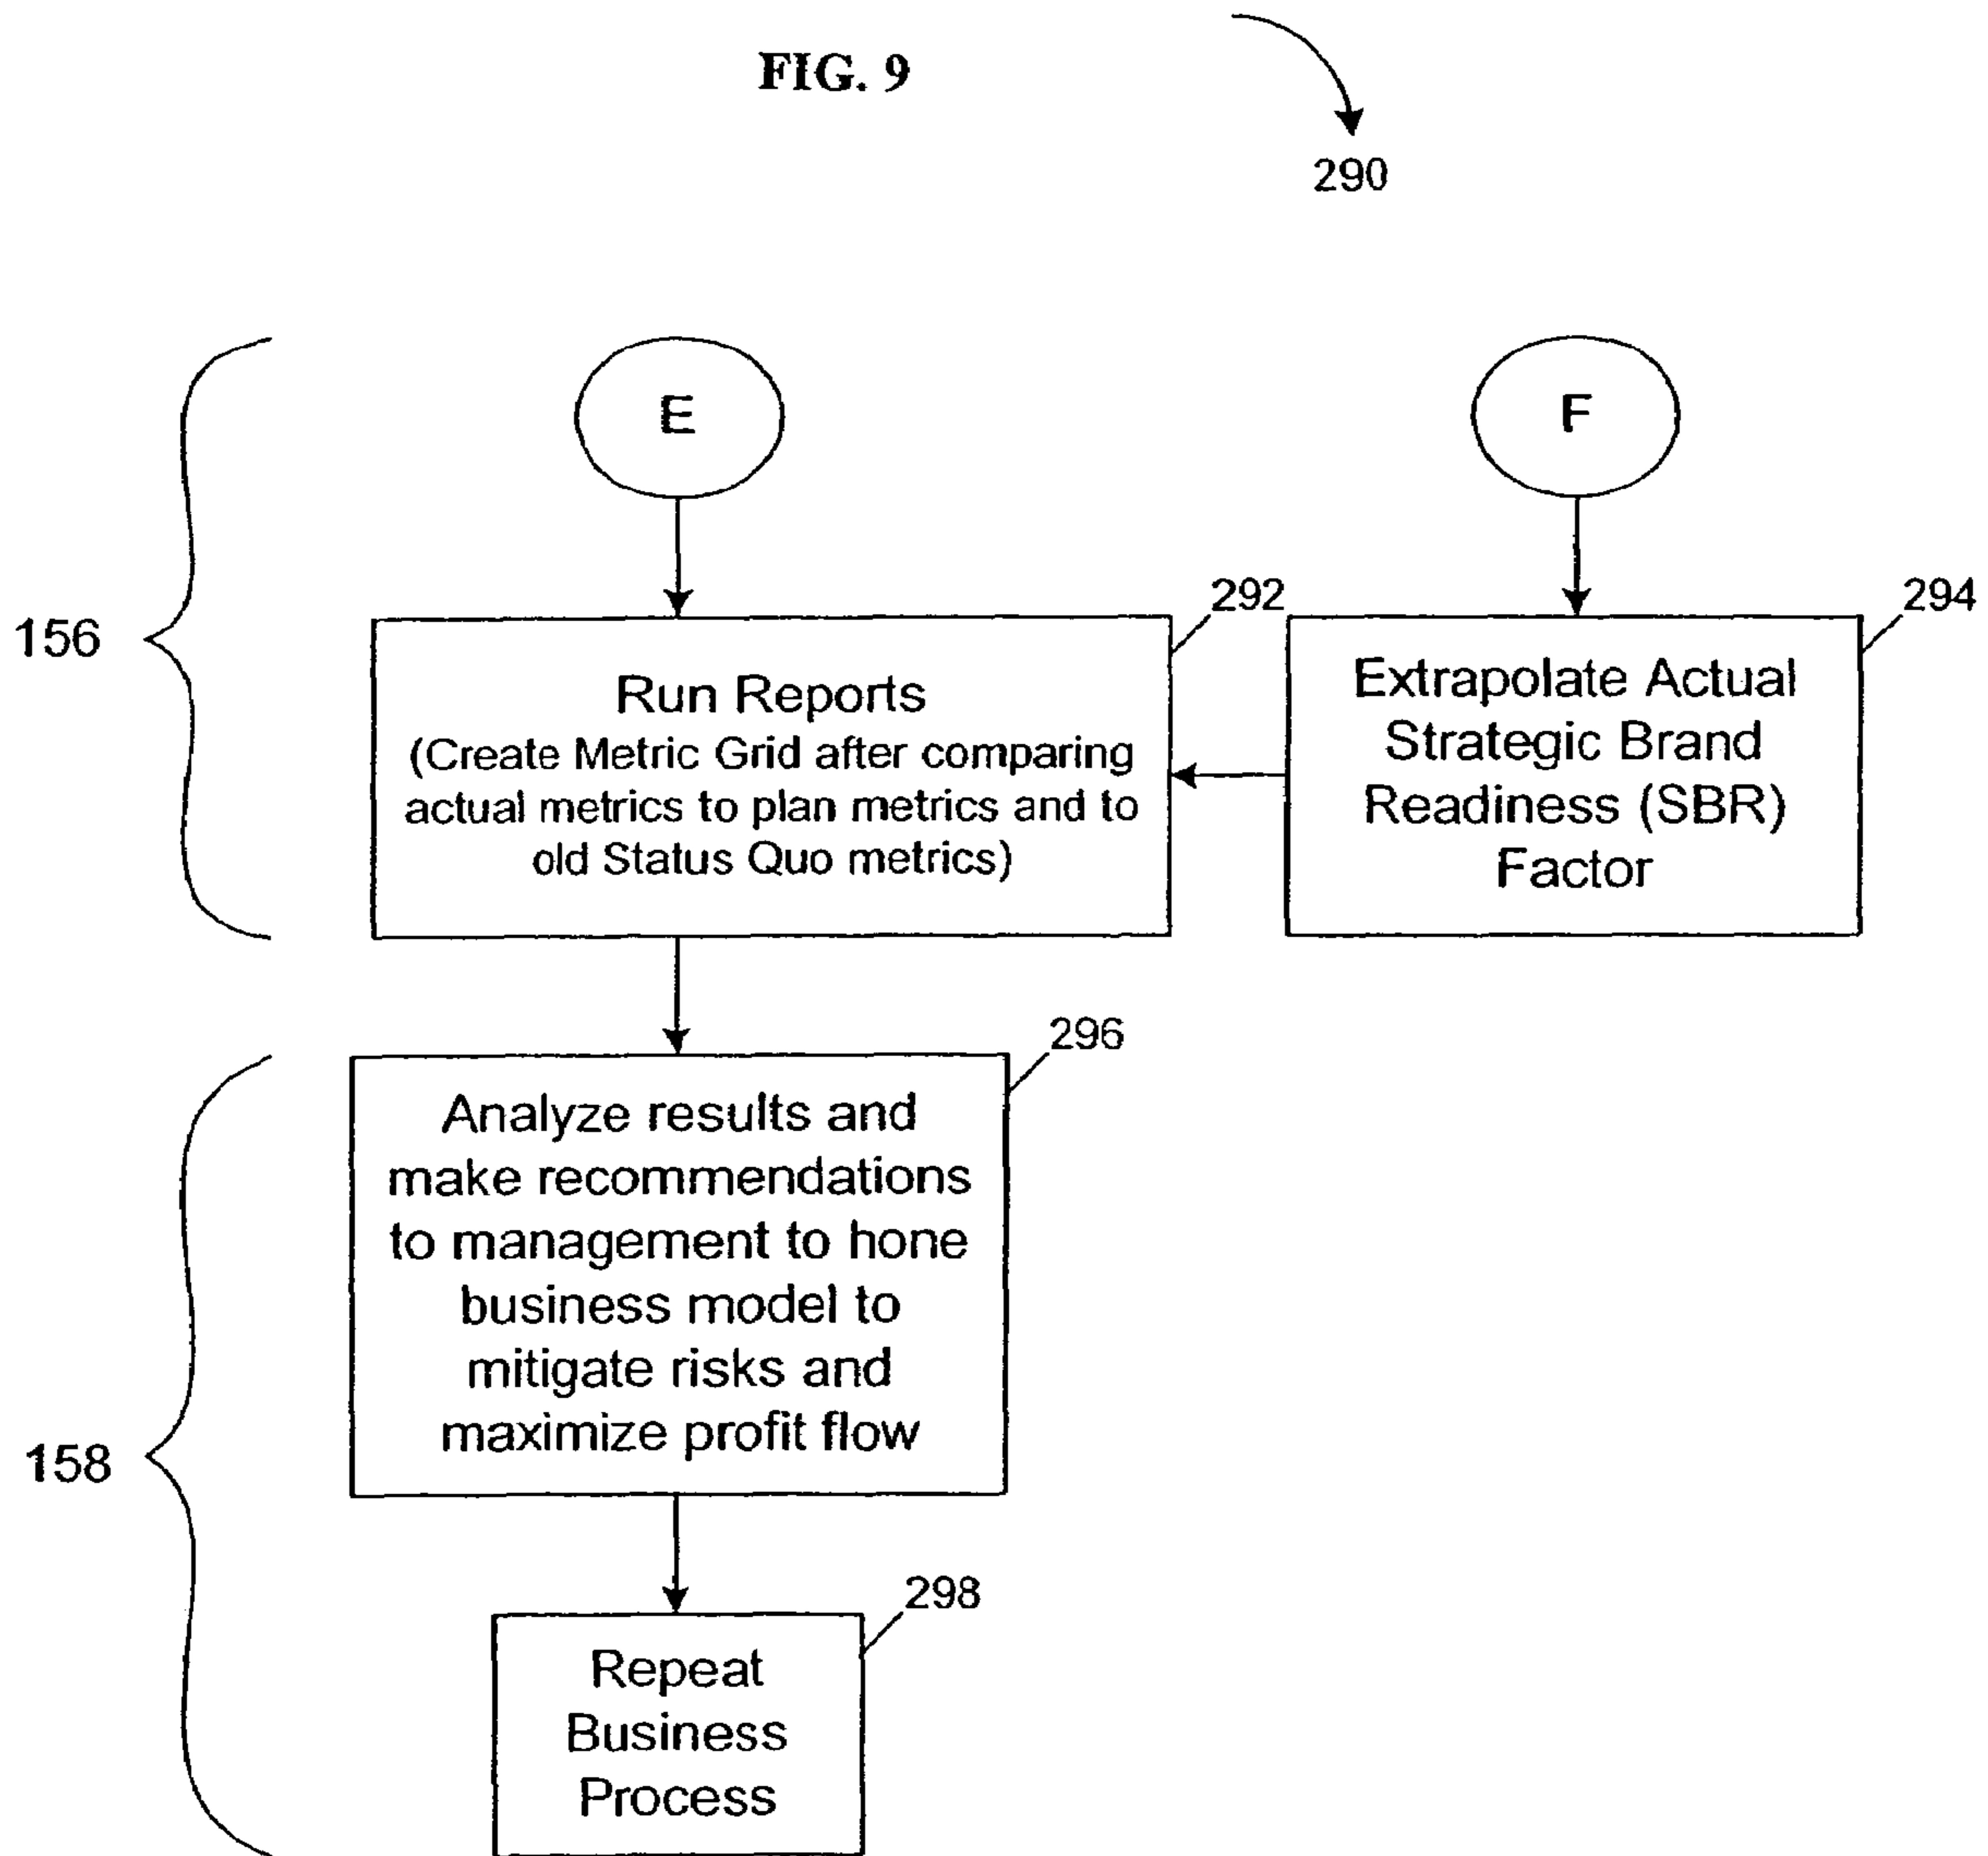 FIG. 9
290
E
F
156
292
294
Run Reports
(Create Metric Grid after comparing
actual metrics to plan metrics and to
old Status Quo metrics)
Extrapolate Actual
Strategic Brand
Readiness (SBR)
Factor
296
Analyze results and
make recommendations
to management to hone
business model to
mitigate risks and
maximize profit flow
158
298
Repeat
Business
Process